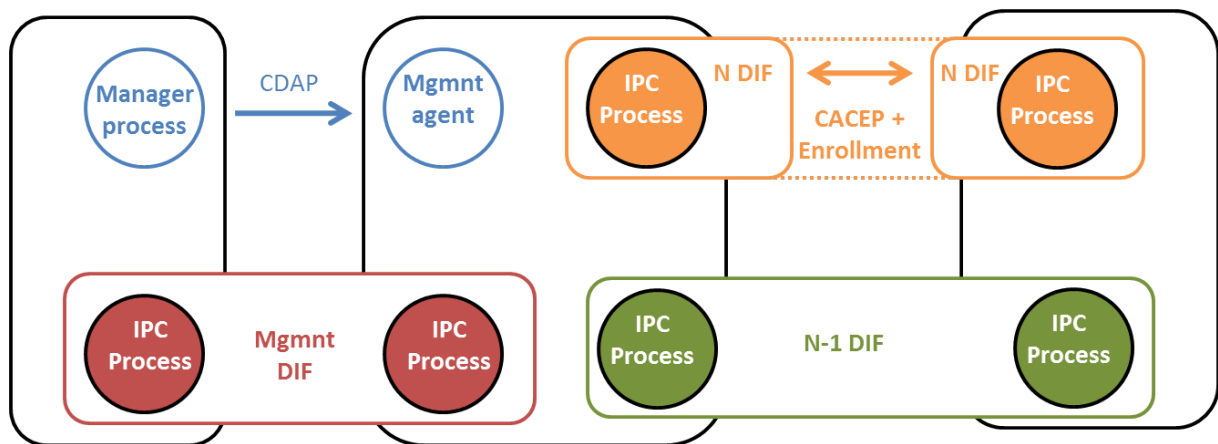 Manager
process
CDAP
Mgmnt
agent
IPC
Process
N DIF
CACEP +
Enrollment
N DIF
IPC
Process
IPC
Process
Mgmnt
DIF
IPC
Process
IPC
Process
N-1 DIF
IPC
Process